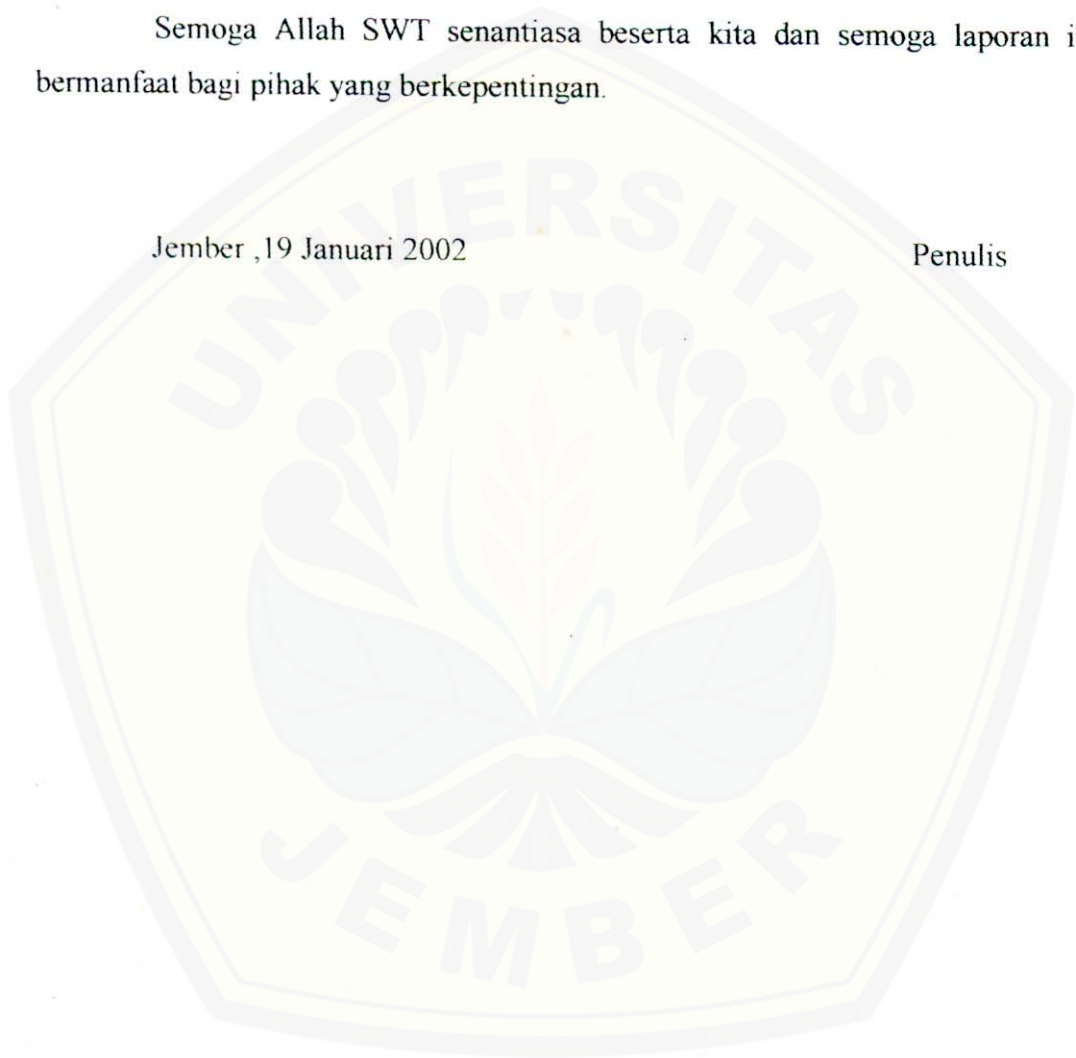 Semoga Allah SWT senantiasa beserta kita dan semoga laporan i
bermanfaat bagi pihak yang berkepentingan.
Jember ,19 Januari 2002 Penulis
UNIVERSITAS
JEMBER